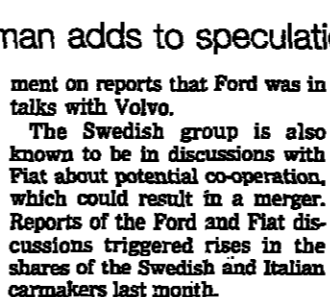 man adds to speculati
ment on reports that Ford was in
talks with Volvo.
The Swedish group is also
known to be in discussions with
Fiat about potential co-operation,
which could result in a merger.
Reports of the Ford and Fiat dis-
cussions triggered rises in the
shares of the Swedish and Italian
carmakers last month.